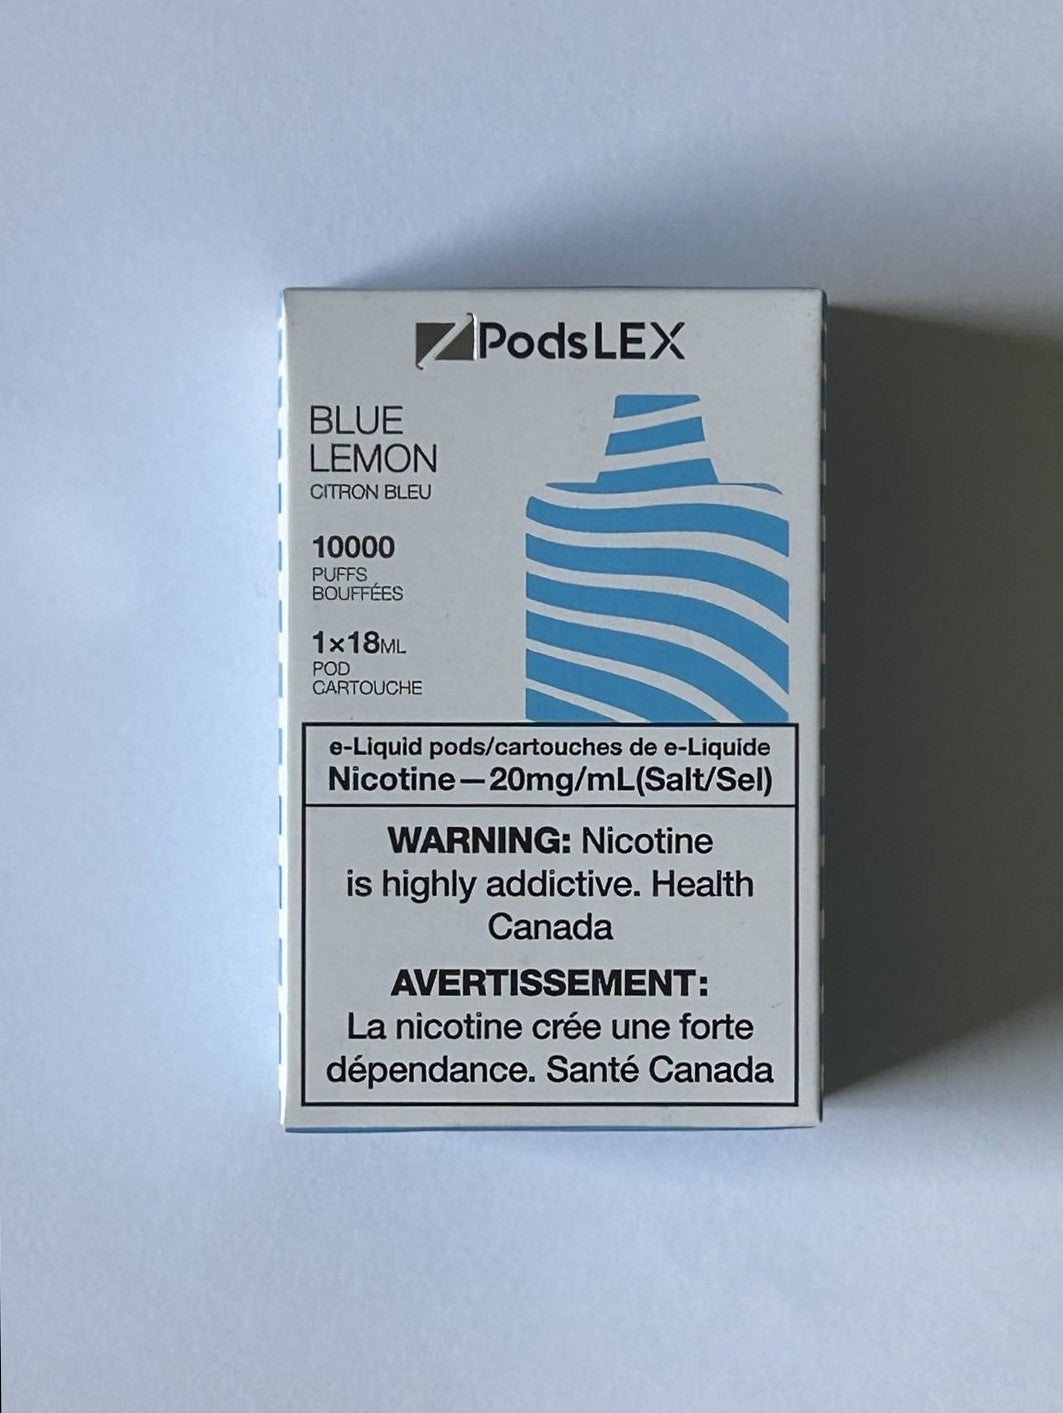 ZPodsLEX
BLUE
LEMON
CITRON BLEU
10000
PUFFS
BOUFFÉES
1×18ML
POD
CARTOUCHE
e-Liquid pods/cartouches de e-Liquide
Nicotine—20mg/mL(Salt/Sel)
WARNING: Nicotine
is highly addictive. Health
Canada
AVERTISSEMENT:
La nicotine crée une forte
dépendance. Santé Canada